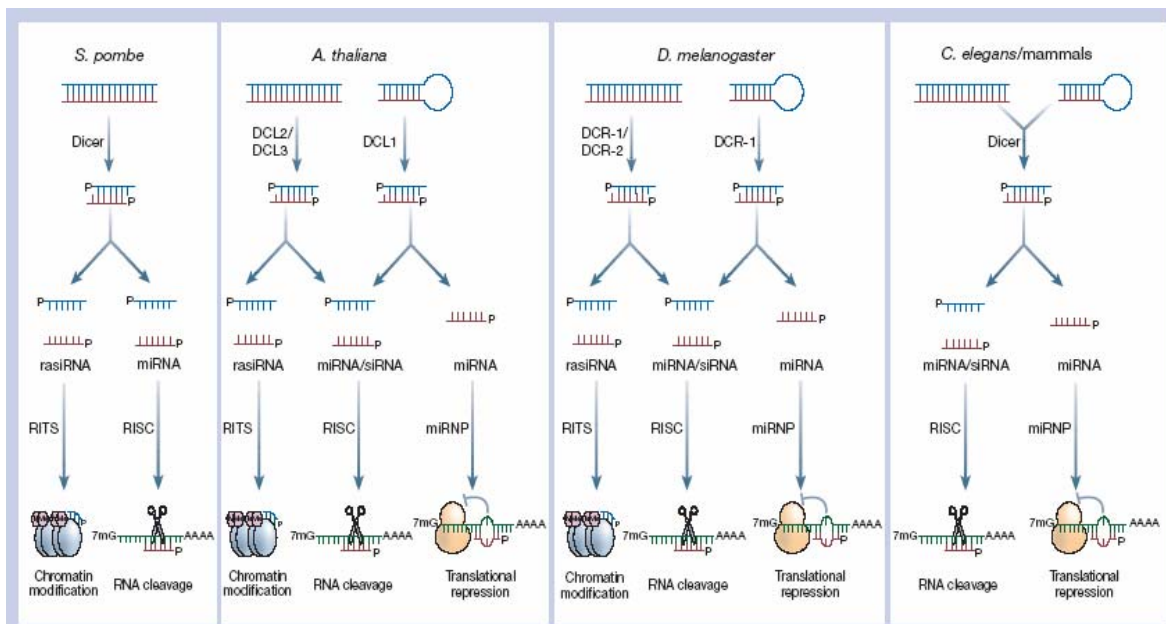 S. pombe
Dicer
P
P
P
rasiRNA
P
P
miRNA
RITS
RISC
Chromatin
modification
7mG
AAAA
P
RNA cleavage
A. thaliana
DCL2/
DCL3
DCL1
P
P
P
P
P
P
rasiRNA
P
P
miRNA/siRNA
P
miRNA
RITS
RISC
miRNP
Chromatin
modification
7mG
AAAA
P
RNA cleavage
7mG
AAAA
P
Translational
repression
D. melanogaster
DCR-1/
DCR-2
DCR-1
P
P
P
P
P
P
rasiRNA
P
P
miRNA/siRNA
P
miRNA
RITS
RISC
miRNP
Chromatin
modification
7mG
AAAA
P
RNA cleavage
7mG
AAAA
P
Translational
repression
C. elegans/mammals
Dicer
P
P
P
P
miRNA/siRNA
P
miRNA
RISC
miRNP
7mG
AAAA
P
RNA cleavage
7mG
AAAA
P
Translational
repression